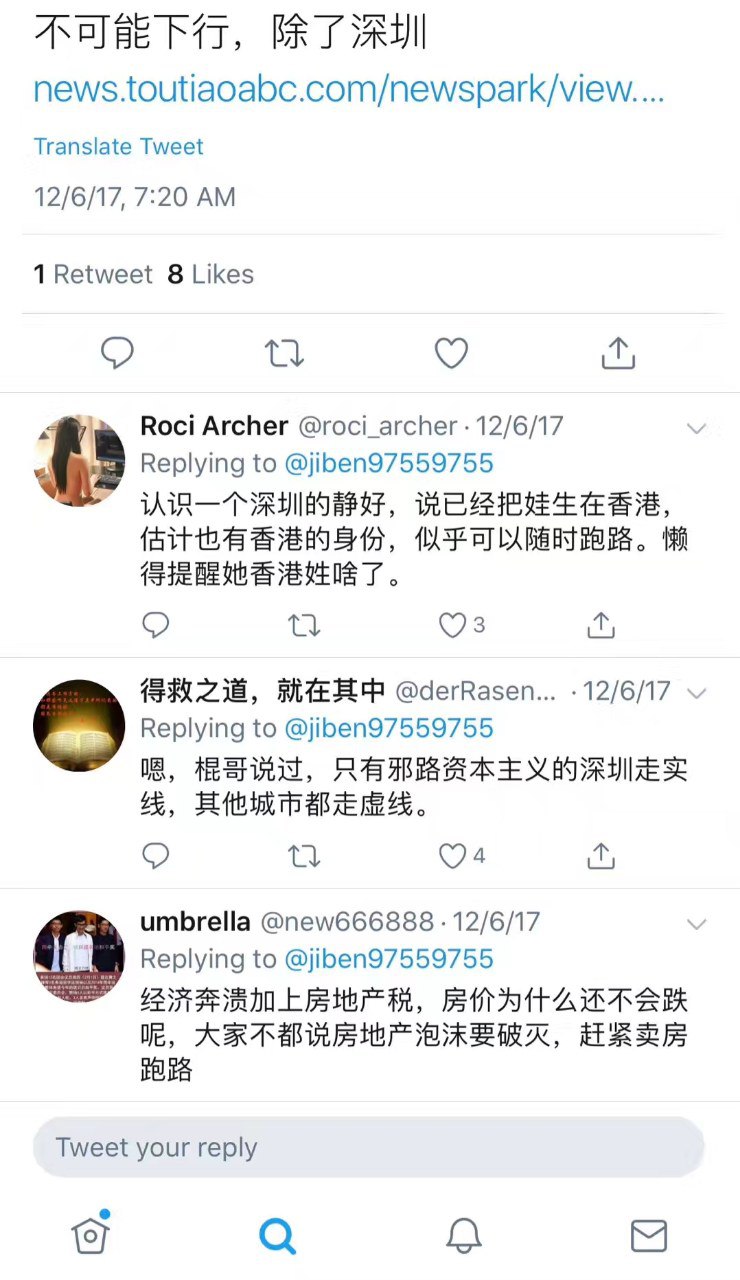 不可能下行，除了深圳
news.toutiaoabc.com/newspark/view....
Translate Tweet
12/6/17, 7:20 AM
1 Retweet 8 Likes
Roci Archer @roci_archer · 12/6/17
Replying to @jiben97559755
认识一个深圳的静好，说已经把娃生在香港，
估计也有香港的身份，似乎可以随时跑路。懒
得提醒她香港姓啥了。
3
得救之道，就在其中 @derRasen... · 12/6/17
Replying to @jiben97559755
嗯，棍哥说过，只有邪路资本主义的深圳走实
线，其他城市都走虚线。
4
umbrella @new666888 · 12/6/17
Replying to @jiben97559755
经济奔溃加上房地产税，房价为什么还不会跌
呢，大家不都说房地产泡沫要破灭，赶紧卖房
跑路
Tweet your reply